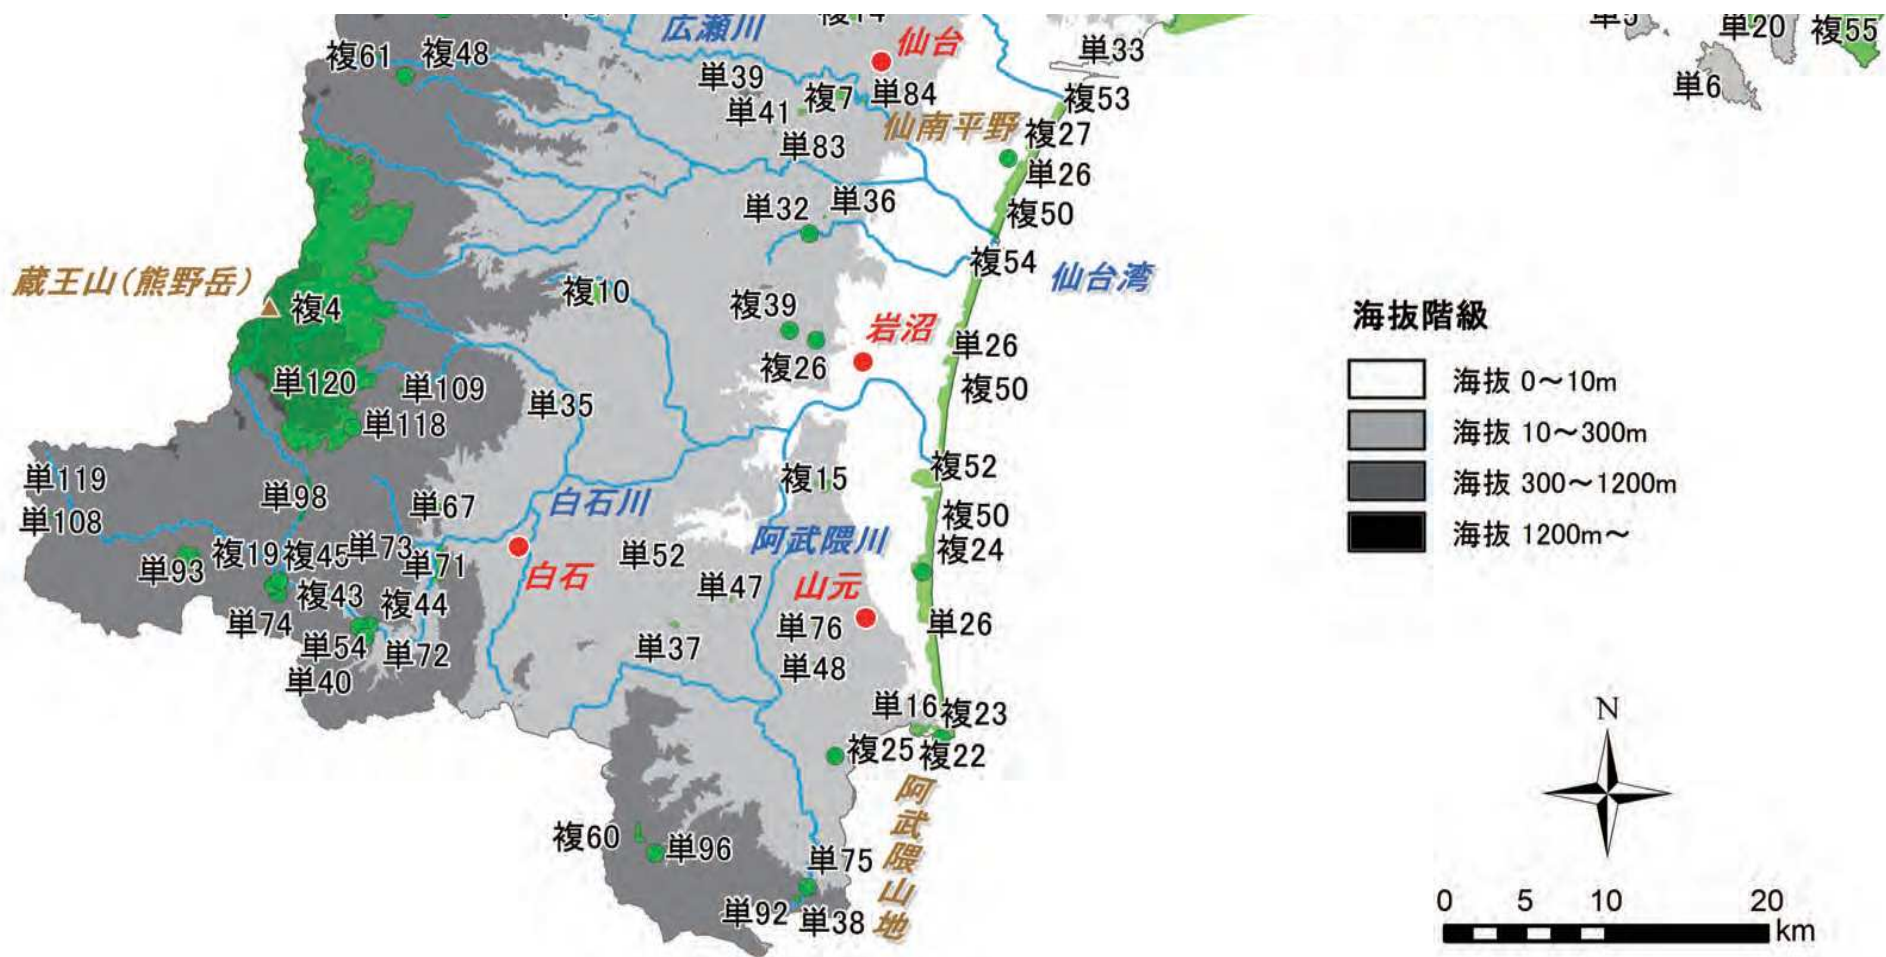 広瀬川
複14
単5
単20
複55
仙台
単33
複61
複48
単39
単84
複7
単41
単6
複53
仙南平野
複27
単83
単26
単32
単36
複50
複54
仙台湾
蔵王山(熊野岳)
複4
複10
複39
岩沼
単26
複26
複50
単120
単109
単35
単118
海抜階級
海抜 0～10m
海抜 10～300m
海抜 300～1200m
海抜 1200m～
単119
単98
単67
白石川
複15
複52
単108
複50
阿武隈川
複24
単93
複19
複45
単73
単71
単52
白石
単47
山元
複43
複44
単74
単76
単26
単54
単72
単37
単48
単40
単16
複23
複25
複22
阿武隈山地
複60
単96
単75
単92
単38
N
0 5 10 20
km